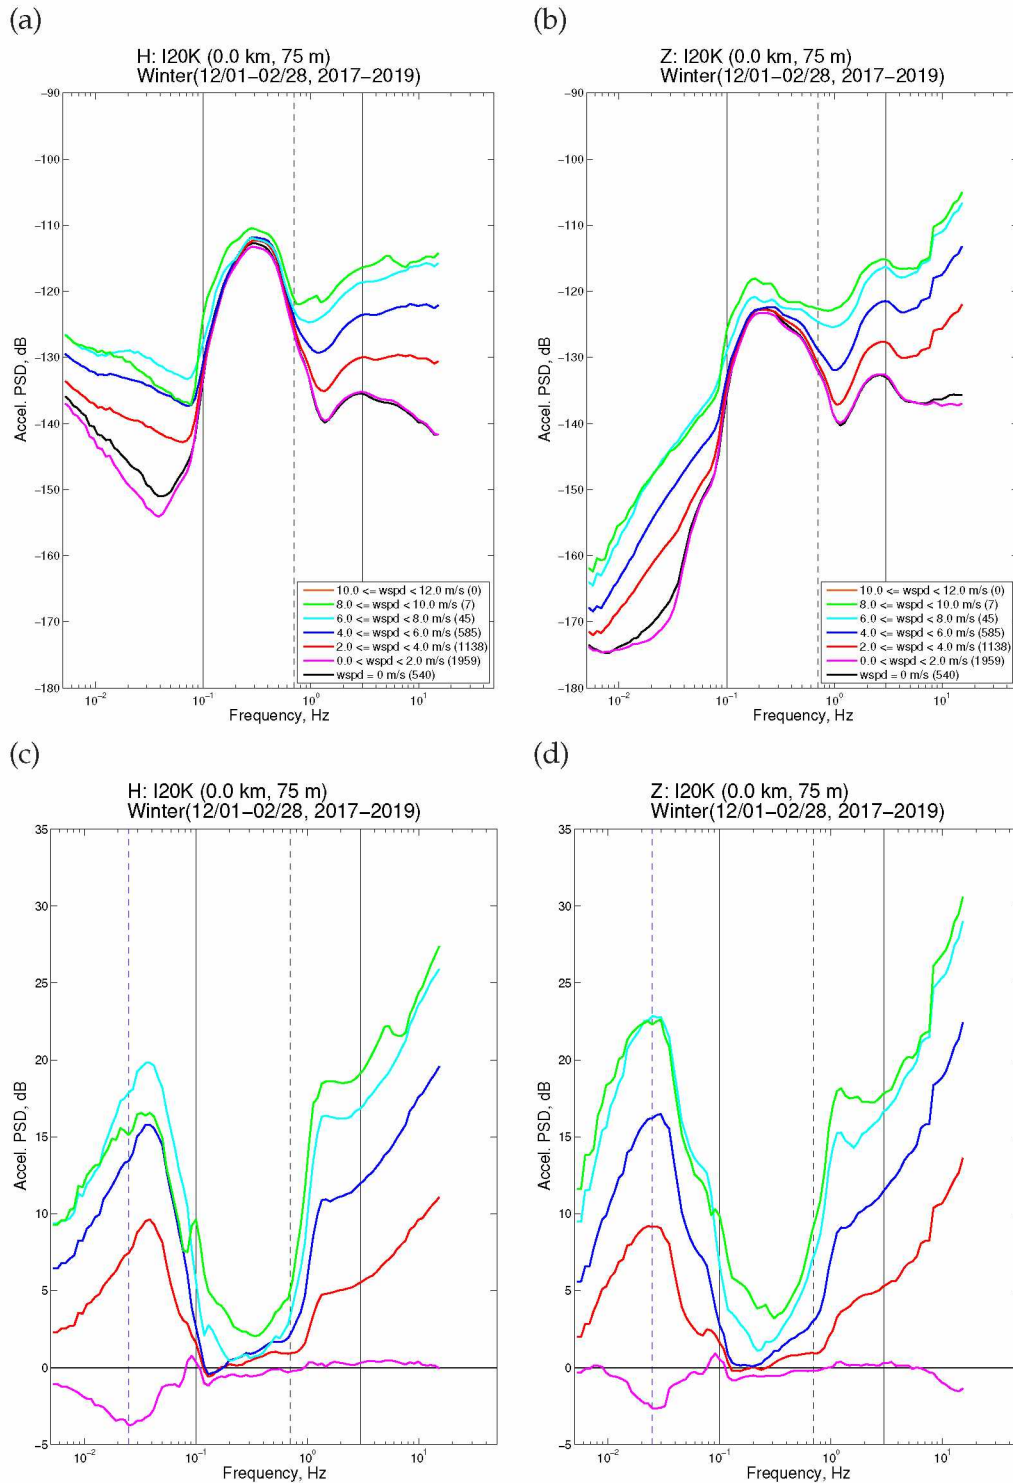 (a)
H: I20K (0.0 km, 75 m)
Winter(12/01−02/28, 2017−2019)
−90
−100
−110
−120
−130
−140
−150
−160
−170
−180
Accel. PSD, dB
10.0 <= wspd < 12.0 m/s (0)
8.0 <= wspd < 10.0 m/s (7)
6.0 <= wspd < 8.0 m/s (45)
4.0 <= wspd < 6.0 m/s (585)
2.0 <= wspd < 4.0 m/s (1138)
0.0 < wspd < 2.0 m/s (1959)
wspd = 0 m/s (540)
10⁻² 10⁻¹ 10⁰ 10¹
Frequency, Hz
(b)
Z: I20K (0.0 km, 75 m)
Winter(12/01−02/28, 2017−2019)
−90
−100
−110
−120
−130
−140
−150
−160
−170
−180
Accel. PSD, dB
10.0 <= wspd < 12.0 m/s (0)
8.0 <= wspd < 10.0 m/s (7)
6.0 <= wspd < 8.0 m/s (45)
4.0 <= wspd < 6.0 m/s (585)
2.0 <= wspd < 4.0 m/s (1138)
0.0 < wspd < 2.0 m/s (1959)
wspd = 0 m/s (540)
10⁻² 10⁻¹ 10⁰ 10¹
Frequency, Hz
(c)
H: I20K (0.0 km, 75 m)
Winter(12/01−02/28, 2017−2019)
35
30
25
20
15
10
5
0
−5
Accel. PSD, dB
10⁻² 10⁻¹ 10⁰ 10¹
Frequency, Hz
(d)
Z: I20K (0.0 km, 75 m)
Winter(12/01−02/28, 2017−2019)
35
30
25
20
15
10
5
0
−5
Accel. PSD, dB
10⁻² 10⁻¹ 10⁰ 10¹
Frequency, Hz